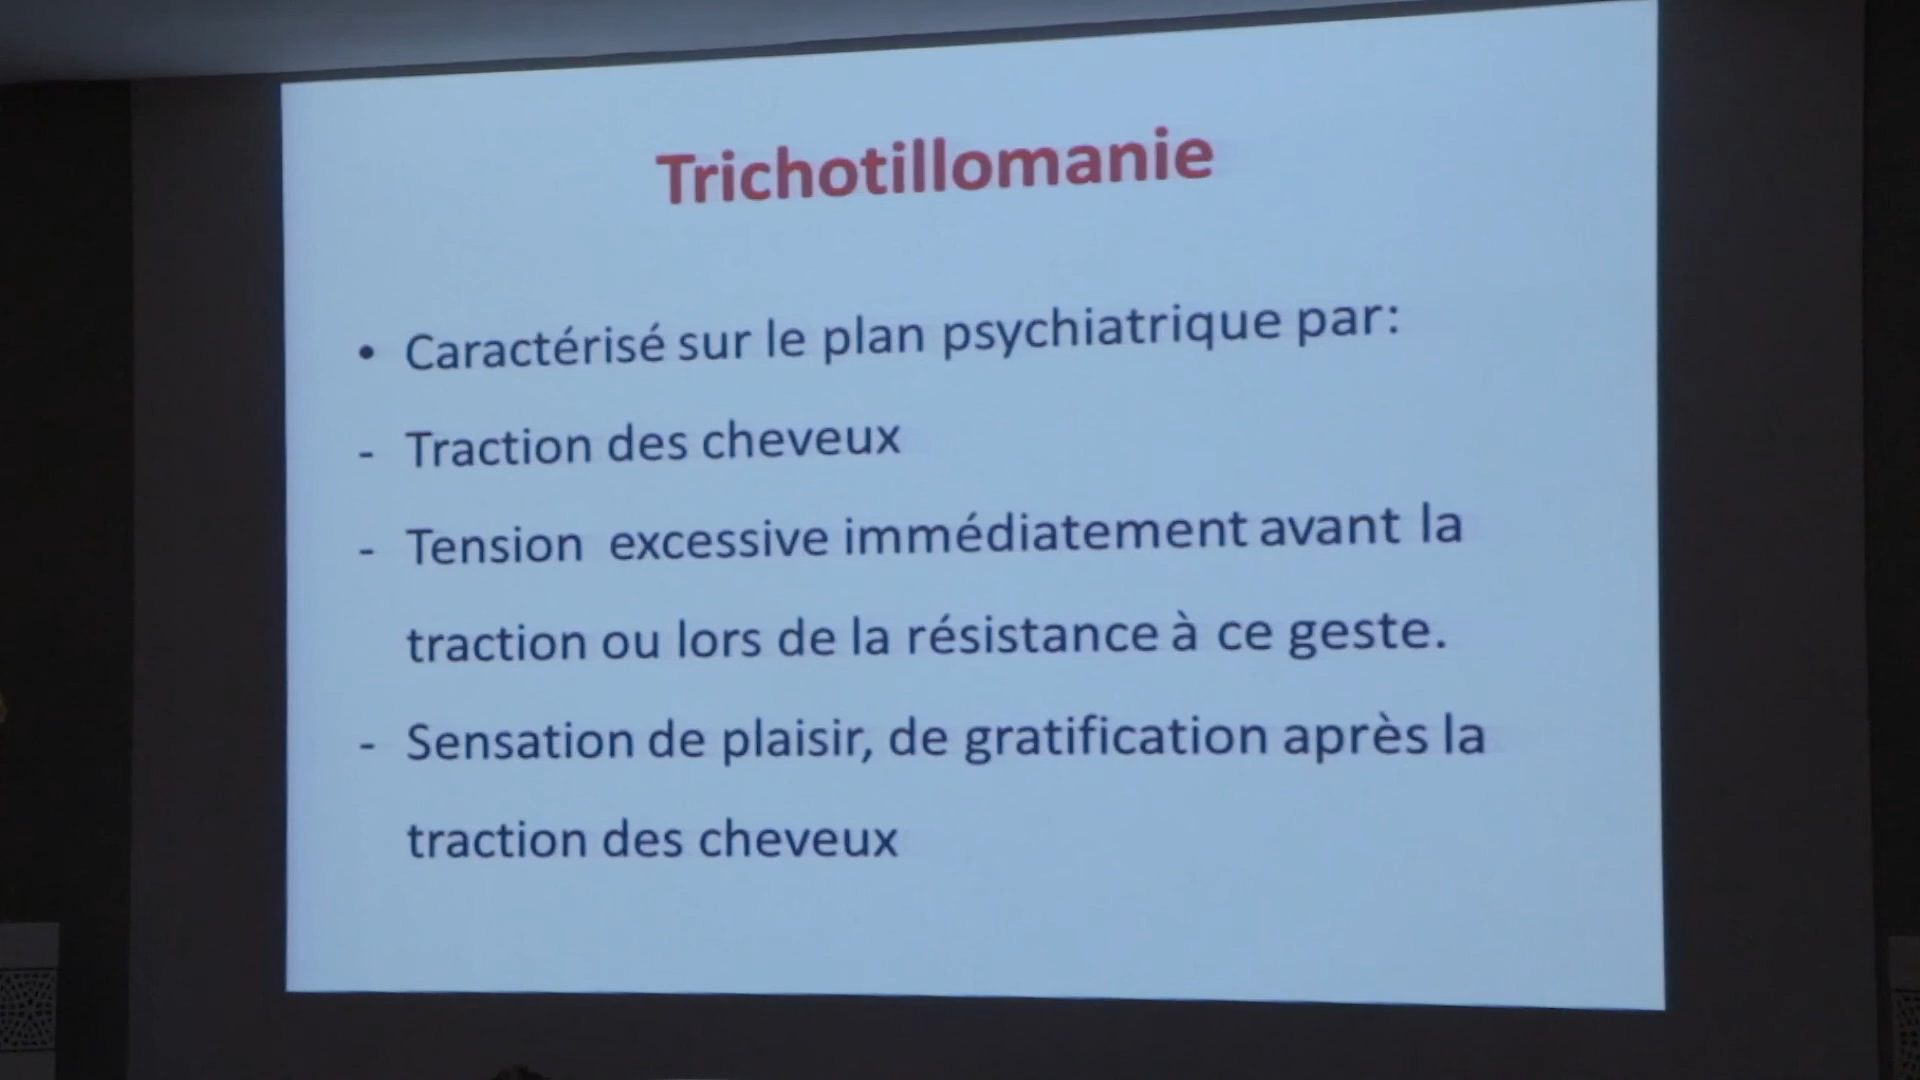 Trichotillomanie
• Caractérisé sur le plan psychiatrique par:
- Traction des cheveux
- Tension excessive immédiatement avant la
traction ou lors de la résistance à ce geste.
- Sensation de plaisir, de gratification après la
traction des cheveux